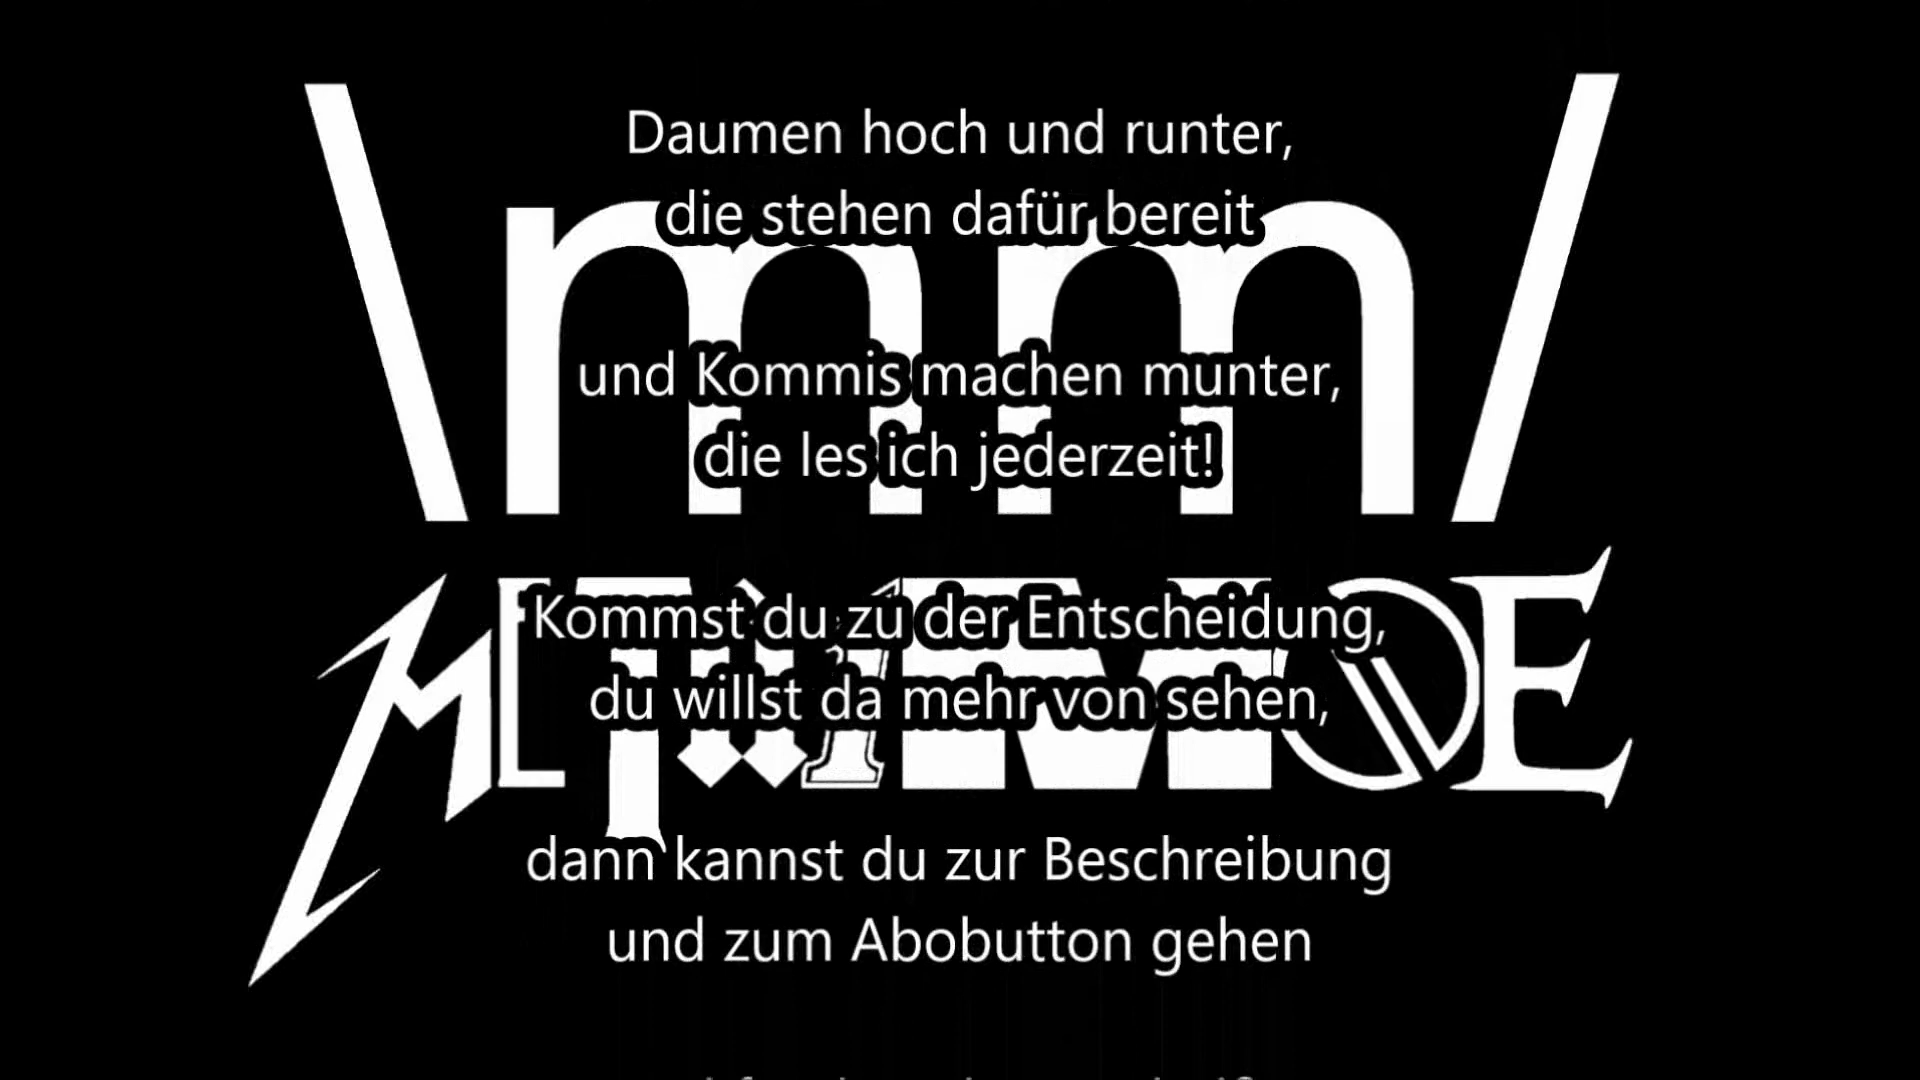 Daumen hoch und runter,
die stehen dafür bereit
\mm/
und Kommis machen munter,
die les ich jederzeit!
Kommst du zu der Entscheidung,
du willst da mehr von sehen,
dann kannst du zur Beschreibung
und zum Abobutton gehen